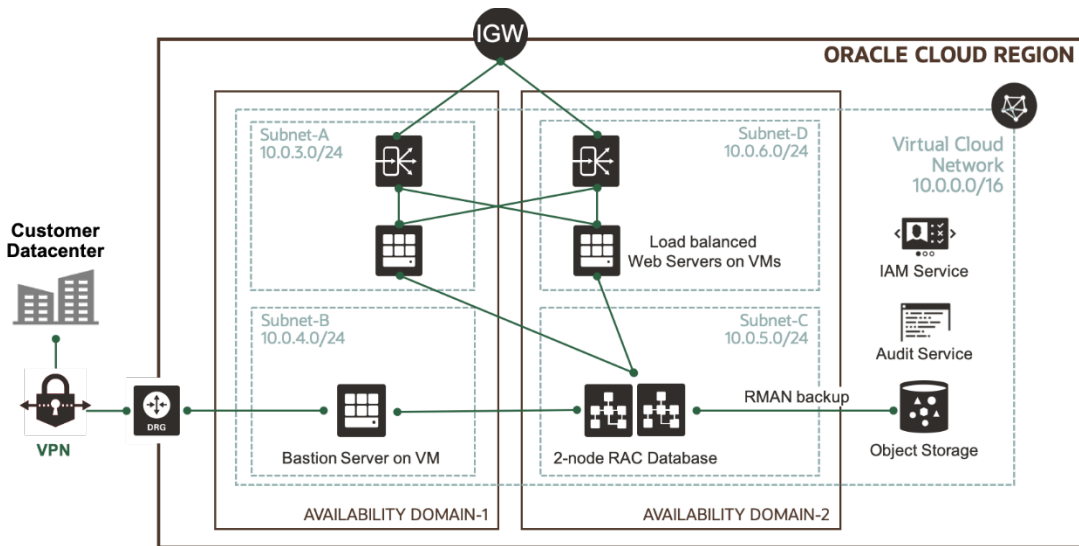 IGW
ORACLE CLOUD REGION
Subnet-A
10.0.3.0/24
Subnet-D
10.0.6.0/24
Virtual Cloud
Network
10.0.0.0/16
Customer
Datacenter
Load balanced
Web Servers on VMs
IAM Service
Subnet-B
10.0.4.0/24
Subnet-C
10.0.5.0/24
Audit Service
RMAN backup
DRG
VPN
Bastion Server on VM
2-node RAC Database
Object Storage
AVAILABILITY DOMAIN-1
AVAILABILITY DOMAIN-2